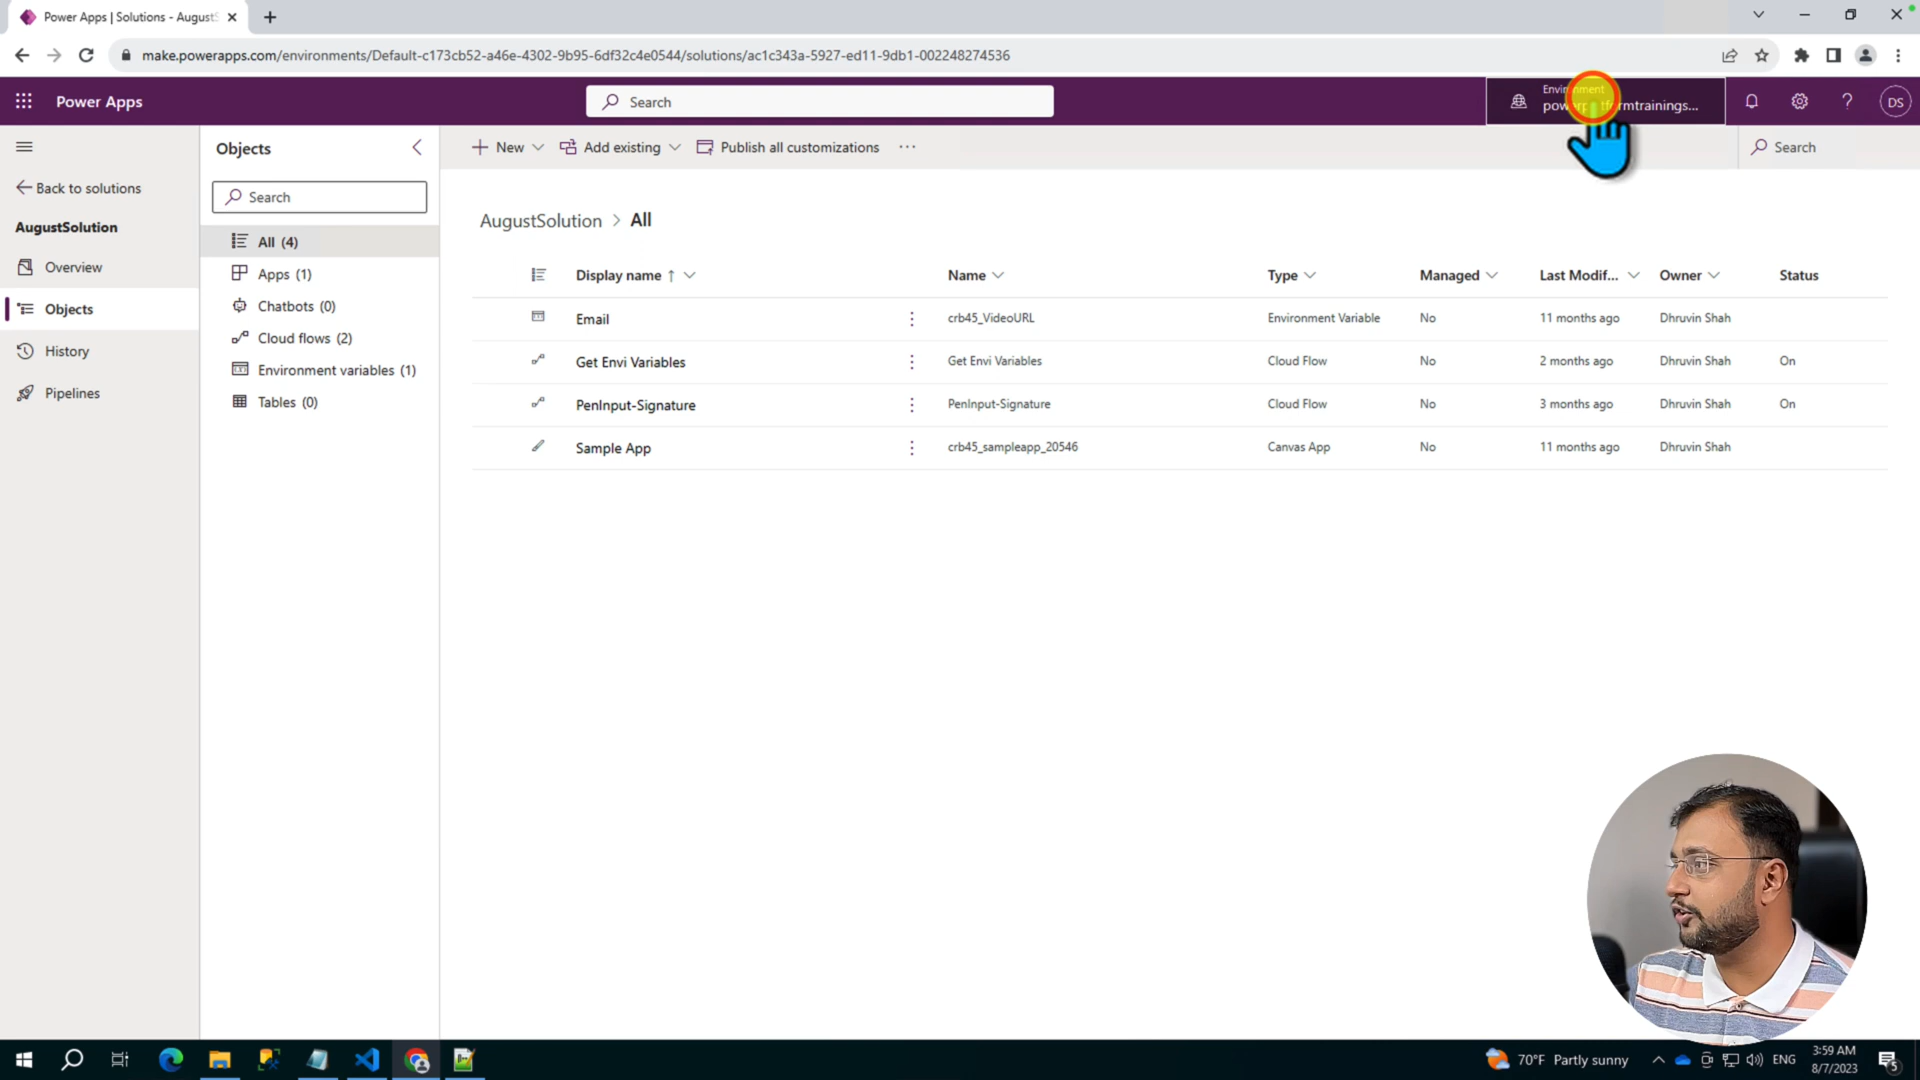 Power Apps | Solutions - AugustS
make.powerapps.com/environments/Default-c173cb52-a46e-4302-9b95-6df32c4e0544/solutions/ac1c343a-5927-ed11-9db1-002248274536
Power Apps
Search
Environment
DS
Objects
New
Add existing
Publish all customizations
Search
Back to solutions
Search
AugustSolution
AugustSolution > All
All (4)
Overview
Apps (1)
Display name ↑
Name
Type
Managed
Last Modif...
Owner
Status
Objects
Chatbots (0)
Email
crb45_VideoURL
Environment Variable
No
11 months ago
Dhruvin Shah
Cloud flows (2)
History
Get Envi Variables
Get Envi Variables
Cloud Flow
No
2 months ago
Dhruvin Shah
On
Environment variables (1)
Pipelines
Tables (0)
PenInput-Signature
PenInput-Signature
Cloud Flow
No
3 months ago
Dhruvin Shah
On
Sample App
crb45_sampleapp_20546
Canvas App
No
11 months ago
Dhruvin Shah
70°F Partly sunny
ENG
3:59 AM
8/7/2023
5